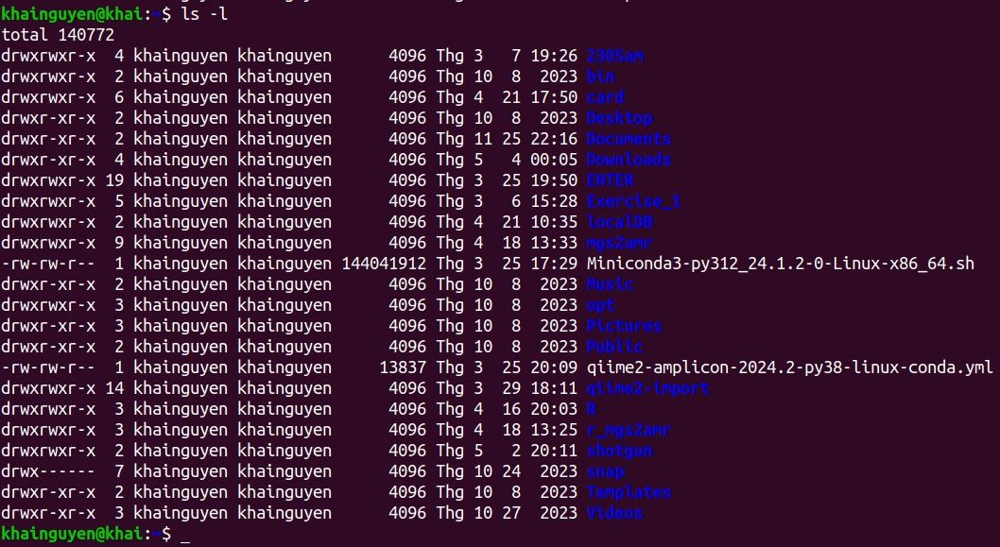 khainguyen@khai:~$ ls -l
total 140772
drwxrwxr-x  4 khainguyen khainguyen      4096 Thg 3   7 19:26 230Sam
drwxrwxr-x  2 khainguyen khainguyen      4096 Thg 10  8  2023 bin
drwxrwxr-x  6 khainguyen khainguyen      4096 Thg 4  21 17:50 card
drwxr-xr-x  2 khainguyen khainguyen      4096 Thg 10  8  2023 Desktop
drwxr-xr-x  2 khainguyen khainguyen      4096 Thg 11 25 22:16 Documents
drwxr-xr-x  4 khainguyen khainguyen      4096 Thg 5   4 00:05 Downloads
drwxrwxr-x 19 khainguyen khainguyen      4096 Thg 3  25 19:50 ENTER
drwxrwxr-x  5 khainguyen khainguyen      4096 Thg 3   6 15:28 Exercise_1
drwxrwxr-x  2 khainguyen khainguyen      4096 Thg 4  21 10:35 localDB
drwxrwxr-x  9 khainguyen khainguyen      4096 Thg 4  18 13:33 mgs2amr
-rw-rw-r--  1 khainguyen khainguyen 144041912 Thg 3  25 17:29 Miniconda3-py312_24.1.2-0-Linux-x86_64.sh
drwxr-xr-x  2 khainguyen khainguyen      4096 Thg 10  8  2023 Music
drwxrwxr-x  3 khainguyen khainguyen      4096 Thg 10  8  2023 opt
drwxr-xr-x  3 khainguyen khainguyen      4096 Thg 10  8  2023 Pictures
drwxr-xr-x  2 khainguyen khainguyen      4096 Thg 10  8  2023 Public
-rw-rw-r--  1 khainguyen khainguyen     13837 Thg 3  25 20:09 qiime2-amplicon-2024.2-py38-linux-conda.yml
drwxrwxr-x 14 khainguyen khainguyen      4096 Thg 3  29 18:11 qiime2-import
drwxrwxr-x  3 khainguyen khainguyen      4096 Thg 4  16 20:03 R
drwxrwxr-x  3 khainguyen khainguyen      4096 Thg 4  18 13:25 r_mgs2amr
drwxrwxr-x  2 khainguyen khainguyen      4096 Thg 5   2 20:11 shotgun
drwx------  7 khainguyen khainguyen      4096 Thg 10 24  2023 snap
drwxr-xr-x  2 khainguyen khainguyen      4096 Thg 10  8  2023 Templates
drwxr-xr-x  3 khainguyen khainguyen      4096 Thg 10 27  2023 Videos
khainguyen@khai:~$ _